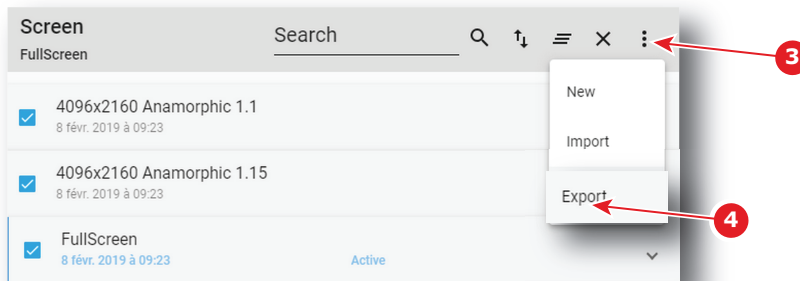 Screen
FullScreen
Search
3
New
Import
Export
4
4096x2160 Anamorphic 1.1
8 févr. 2019 à 09:23
4096x2160 Anamorphic 1.15
8 févr. 2019 à 09:23
FullScreen
8 févr. 2019 à 09:23 Active